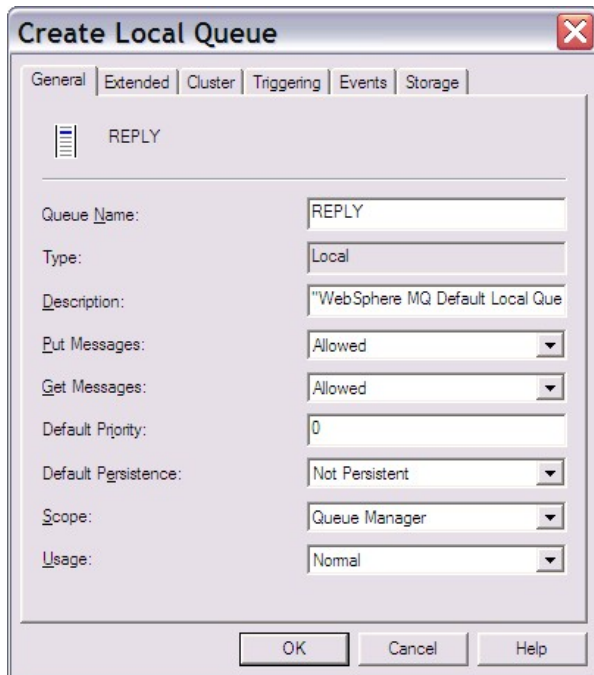 Create Local Queue
General Extended Cluster Triggering Events Storage
REPLY
Queue Name: REPLY
Type: Local
Description: "WebSphere MQ Default Local Que
Put Messages: Allowed
Get Messages: Allowed
Default Priority: 0
Default Persistence: Not Persistent
Scope: Queue Manager
Usage: Normal
OK Cancel Help